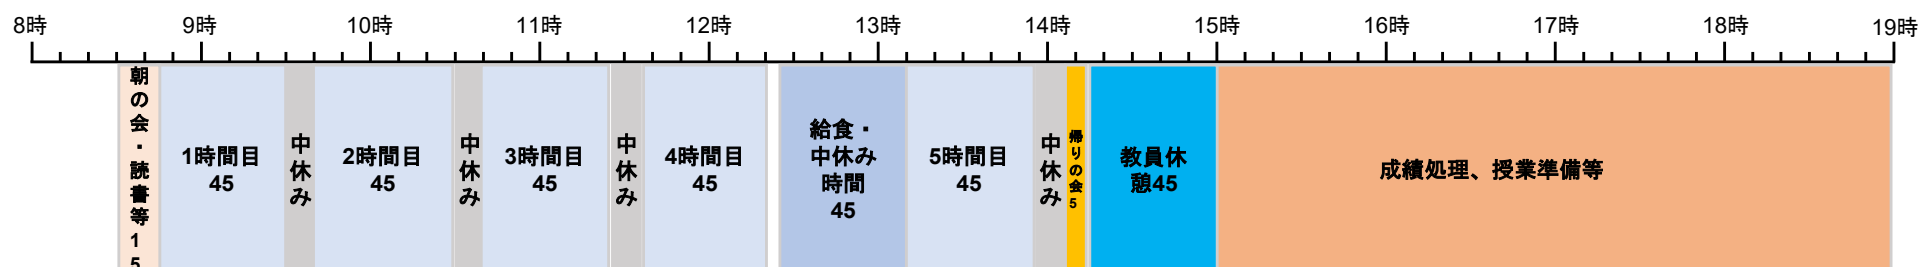 8時 9時 10時 11時 12時 13時 14時 15時 16時 17時 18時 19時
朝の会・読書等15
1時間目
45
中休み
2時間目
45
中休み
3時間目
45
中休み
4時間目
45
給食・
中休み
時間
45
5時間目
45
中休み
帰りの会5
教員休
憩45
成績処理、授業準備等